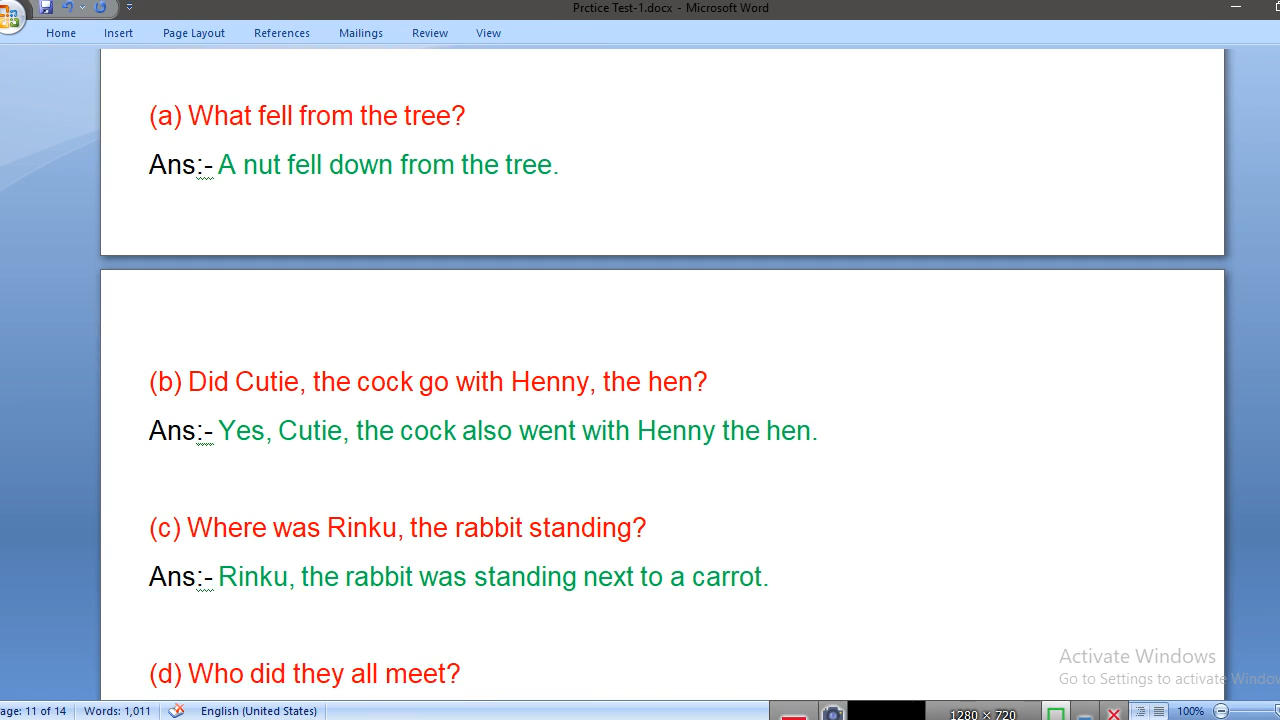 Prctice Test-1.docx - Microsoft Word
Home Insert Page Layout References Mailings Review View
(a) What fell from the tree?
Ans:- A nut fell down from the tree.
(b) Did Cutie, the cock go with Henny, the hen?
Ans:- Yes, Cutie, the cock also went with Henny the hen.
(c) Where was Rinku, the rabbit standing?
Ans:- Rinku, the rabbit was standing next to a carrot.
(d) Who did they all meet?
Activate Windows
Go to Settings to activate Windows
age: 11 of 14 Words: 1,011 English (United States) 1280 × 720 100%